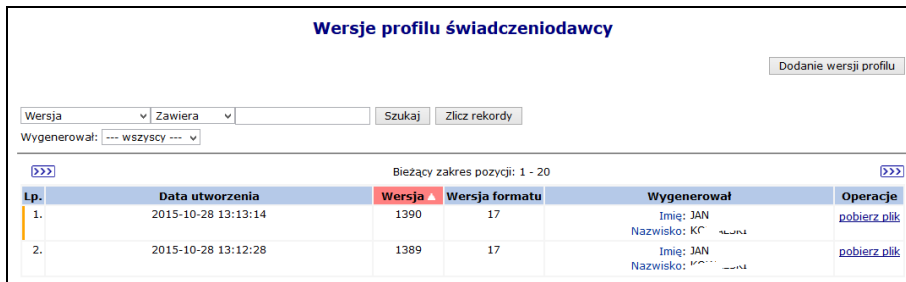 Wersje profilu świadczeniodawcy
Dodanie wersji profilu
Wersja Zawiera Szukaj Zlicz rekordy
Wygenerował: --- wszyscy ---
>>> Bieżący zakres pozycji: 1 - 20 >>>
Lp. Data utworzenia Wersja Wersja formatu Wygenerował Operacje
1. 2015-10-28 13:13:14 1390 17 Imię: JAN pobierz plik
Nazwisko:
2. 2015-10-28 13:12:28 1389 17 Imię: JAN pobierz plik
Nazwisko: